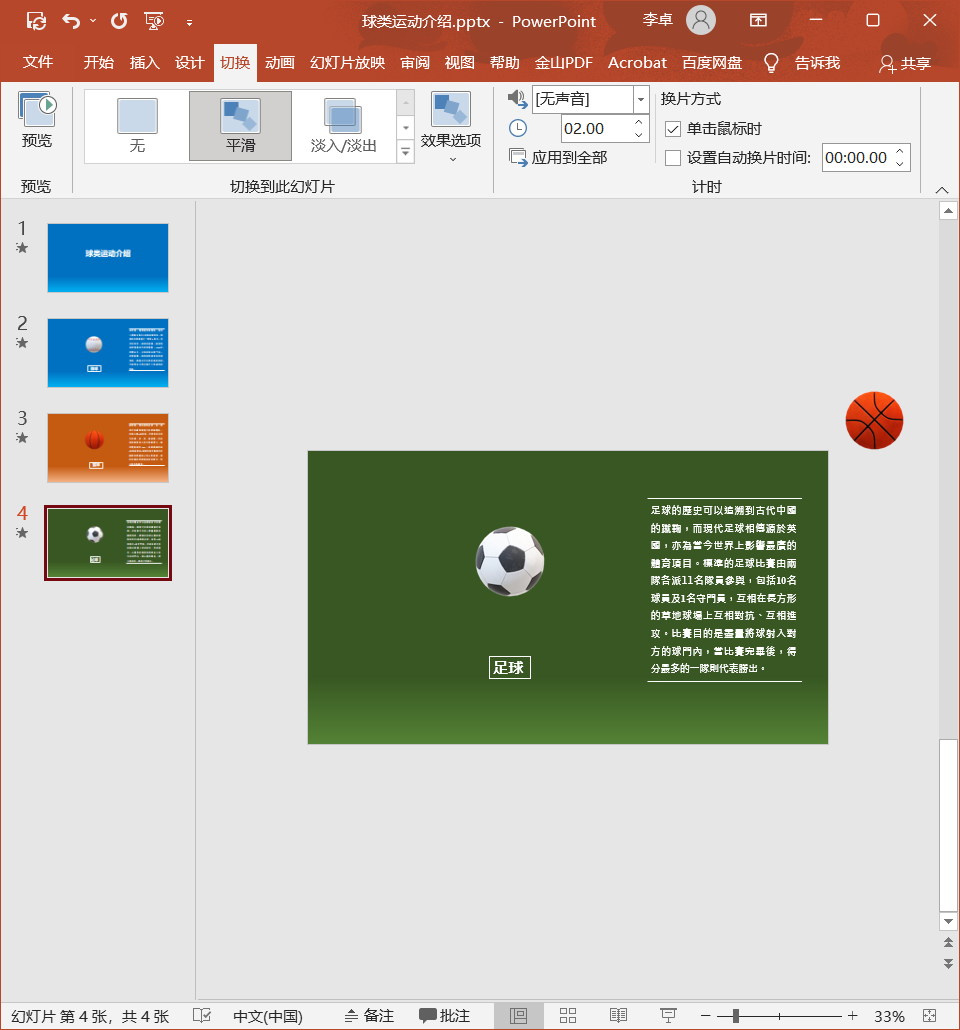 球类运动介绍.pptx - PowerPoint
李卓
文件 开始 插入 设计 切换 动画 幻灯片放映 审阅 视图 帮助 金山PDF Acrobat 百度网盘 告诉我 共享
预览
无
平滑
淡入/淡出
效果选项
[无声音]
02.00
应用到全部
换片方式
单击鼠标时
设置自动换片时间:
00:00.00
预览
切换到此幻灯片
计时
1
球类运动介绍
2
3
4
足球
足球的歷史可以追溯到古代中國
的蹴鞠，而現代足球相傳源於英
國，亦為當今世界上影響最廣的
體育項目。標準的足球比賽由兩
隊各派11名隊員參與，包括10名
球員及1名守門員，互相在長方形
的草地球場上互相對抗、互相進
攻。比賽目的是盡量將球射入對
方的球門內，當比賽完畢後，得
分最多的一隊則代表勝出。
幻灯片 第 4 张，共 4 张
中文(中国)
备注
批注
33%